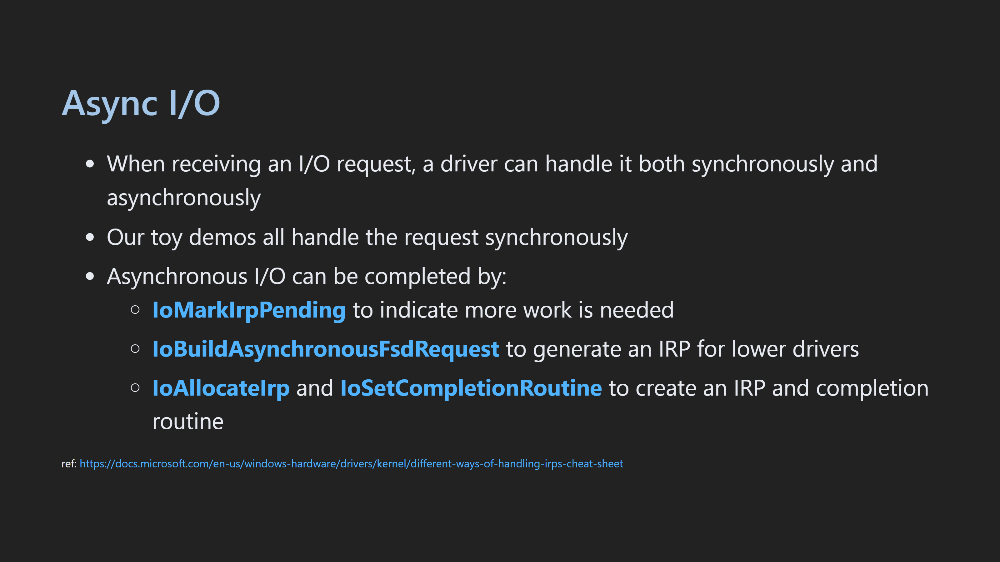 Async I/O
• When receiving an I/O request, a driver can handle it both synchronously and
asynchronously
• Our toy demos all handle the request synchronously
• Asynchronous I/O can be completed by:
○ IoMarkIrpPending to indicate more work is needed
○ IoBuildAsynchronousFsdRequest to generate an IRP for lower drivers
○ IoAllocateIrp and IoSetCompletionRoutine to create an IRP and completion
routine
ref: https://docs.microsoft.com/en-us/windows-hardware/drivers/kernel/different-ways-of-handling-irps-cheat-sheet